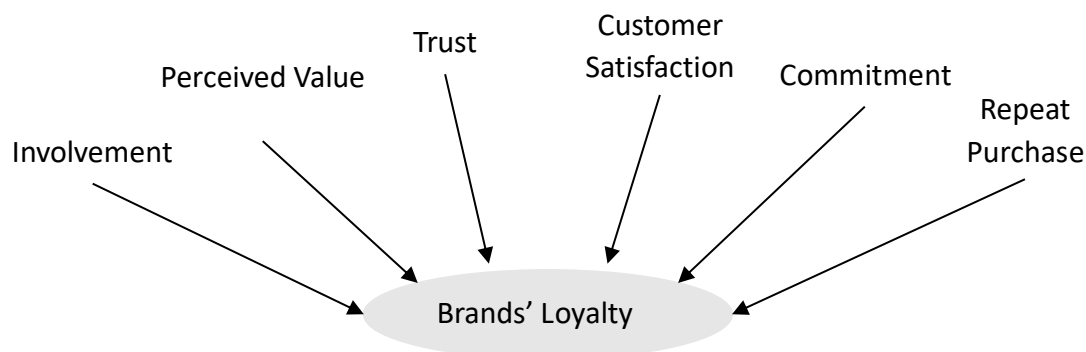 Involvement
Perceived Value
Trust
Customer
Satisfaction
Commitment
Repeat
Purchase
Brands’ Loyalty